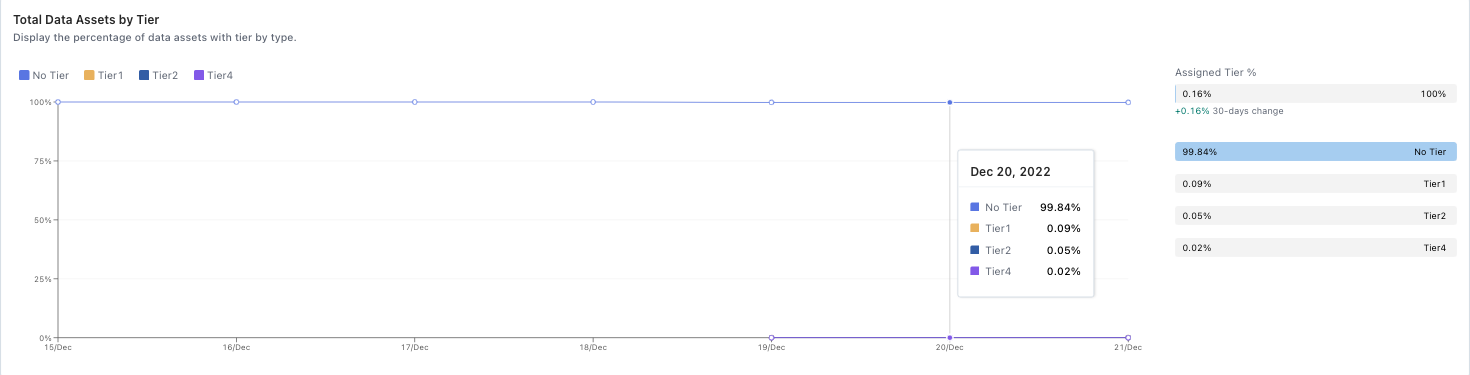 Total Data Assets by Tier
Display the percentage of data assets with tier by type.
No Tier Tier1 Tier2 Tier4
100%
75%
50%
25%
0%
15/Dec 16/Dec 17/Dec 18/Dec 19/Dec 20/Dec 21/Dec
Dec 20, 2022
No Tier 99.84%
Tier1 0.09%
Tier2 0.05%
Tier4 0.02%
Assigned Tier %
0.16% 100%
+0.16% 30-days change
99.84% No Tier
0.09% Tier1
0.05% Tier2
0.02% Tier4